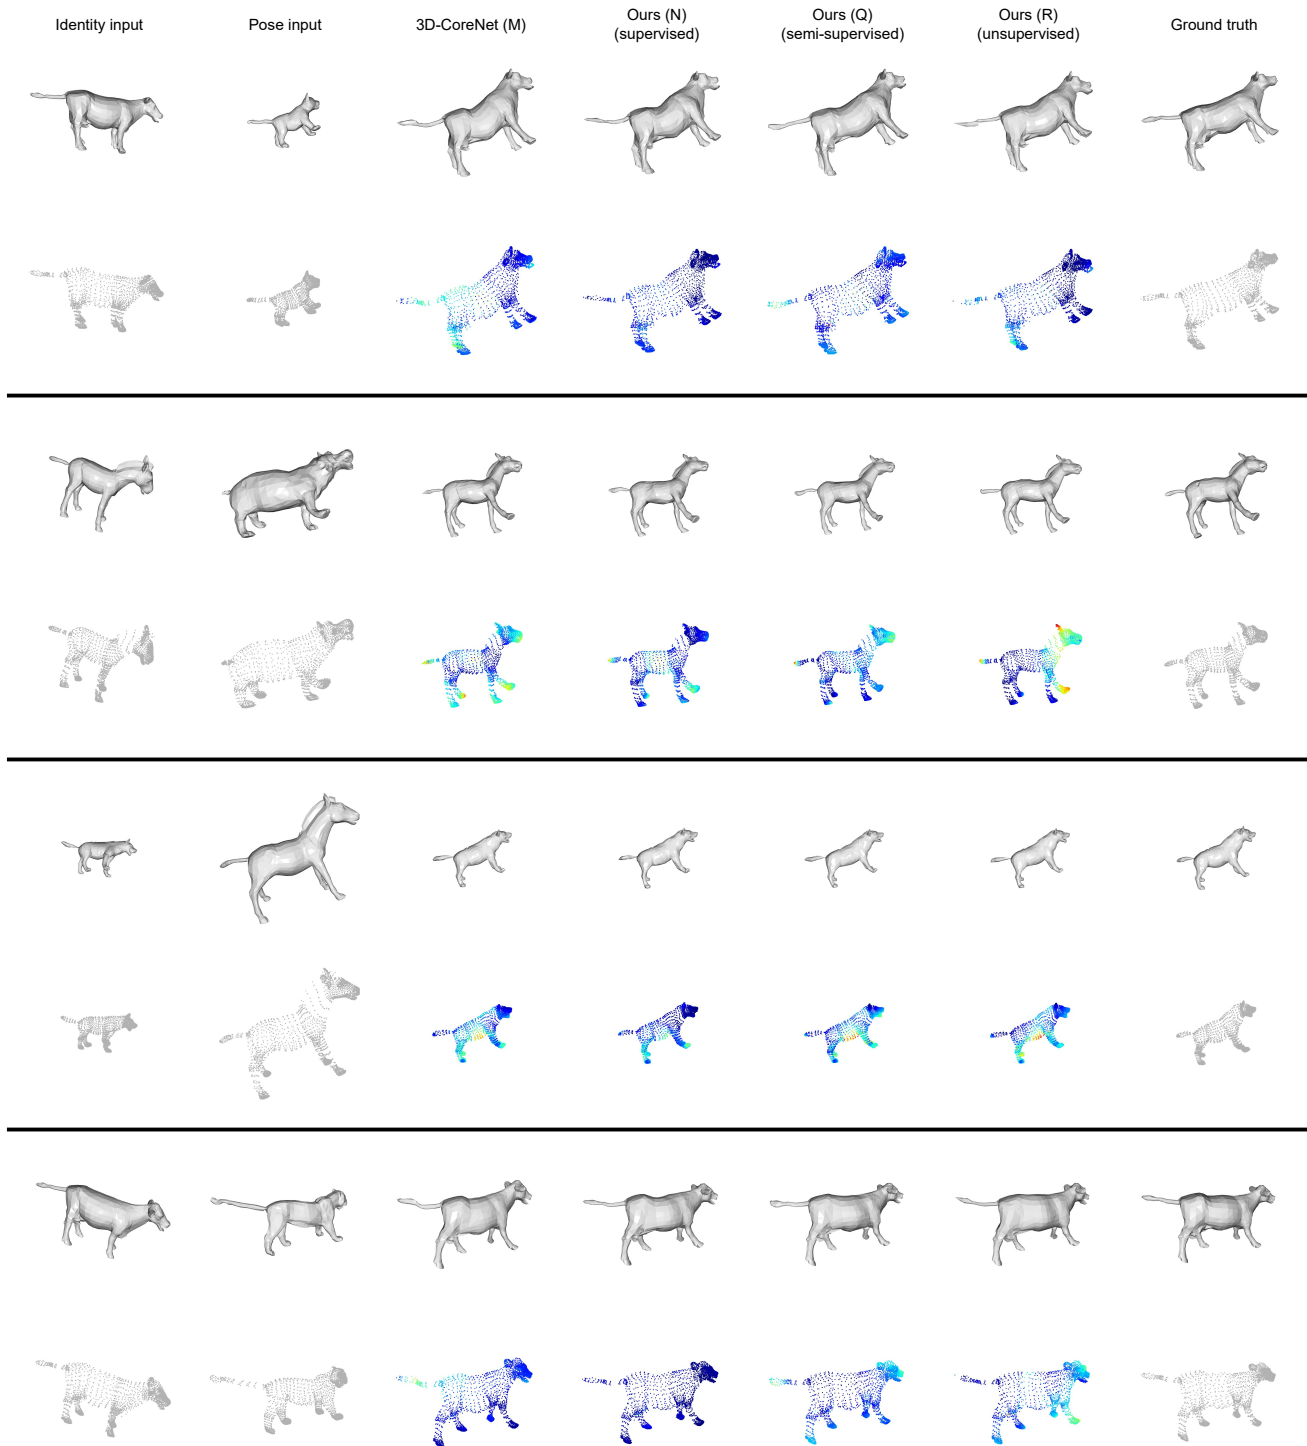 Identity input
Pose input
3D-CoreNet (M)
Ours (N)
(supervised)
Ours (Q)
(semi-supervised)
Ours (R)
(unsupervised)
Ground truth